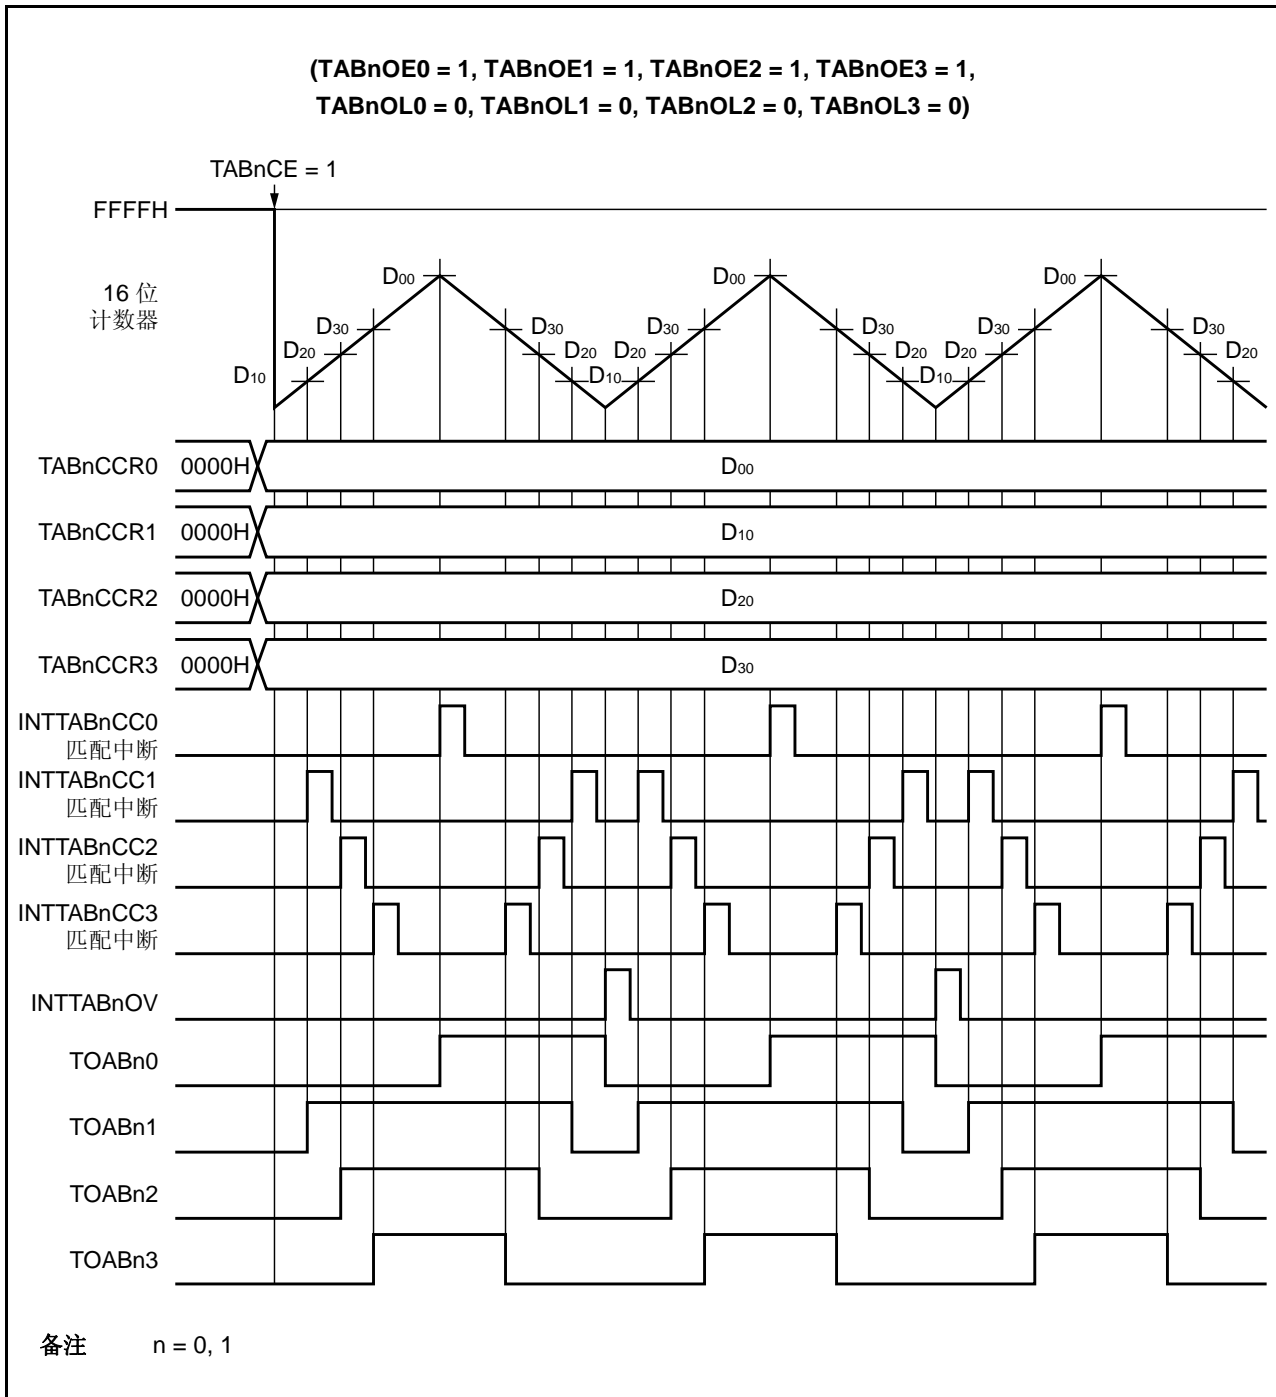 (TABnOE0 = 1, TABnOE1 = 1, TABnOE2 = 1, TABnOE3 = 1,
TABnOL0 = 0, TABnOL1 = 0, TABnOL2 = 0, TABnOL3 = 0)
TABnCE = 1
FFFFH
16 位
计数器
D00 D00 D00
D30 D30 D30 D30 D30 D30
D20 D20 D20 D20 D20 D20
D10 D10 D10
TABnCCR0 0000H D00
TABnCCR1 0000H D10
TABnCCR2 0000H D20
TABnCCR3 0000H D30
INTTABnCC0
匹配中断
INTTABnCC1
匹配中断
INTTABnCC2
匹配中断
INTTABnCC3
匹配中断
INTTABnOV
TOABn0
TOABn1
TOABn2
TOABn3
备注 n = 0, 1